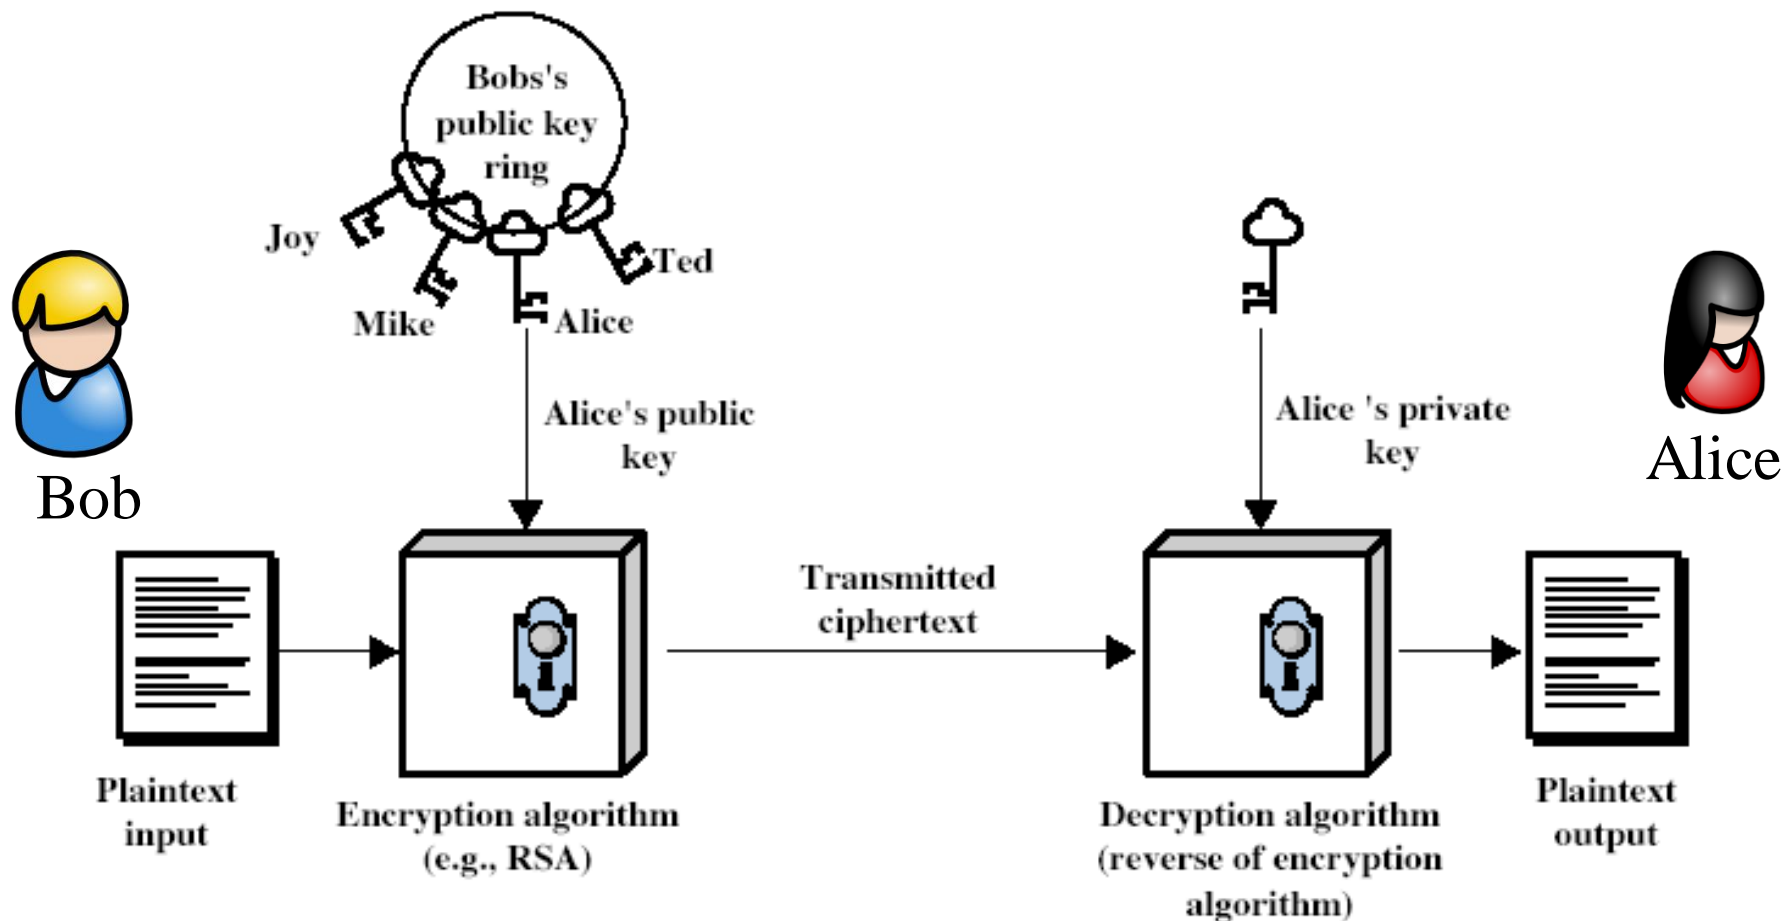 Bobs's
public key
ring
Joy
Mike
Alice
Ted
Bob
Alice's public
key
Alice 's private
key
Alice
Transmitted
ciphertext
Plaintext
input
Encryption algorithm
(e.g., RSA)
Decryption algorithm
(reverse of encryption
algorithm)
Plaintext
output